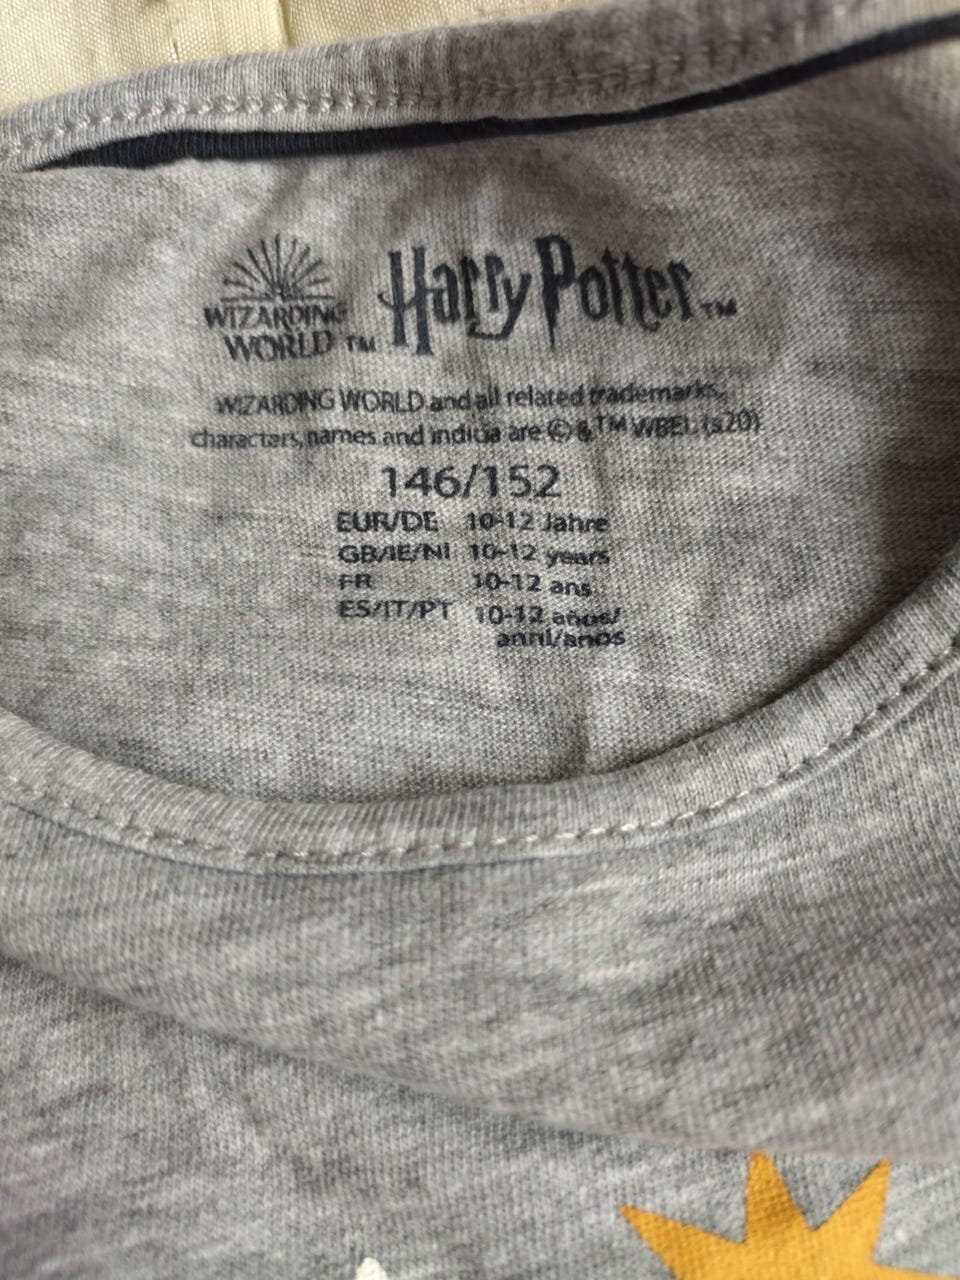 WIZARDING
WORLD ™
Harry Potter ™
WIZARDING WORLD and all related trademarks,
characters, names and indicia are © & ™ WBEI. (s20)
146/152
EUR/DE 10-12 Jahre
GB/IE/NI 10-12 years
FR 10-12 ans
ES/IT/PT 10-12 años/
anni/anos